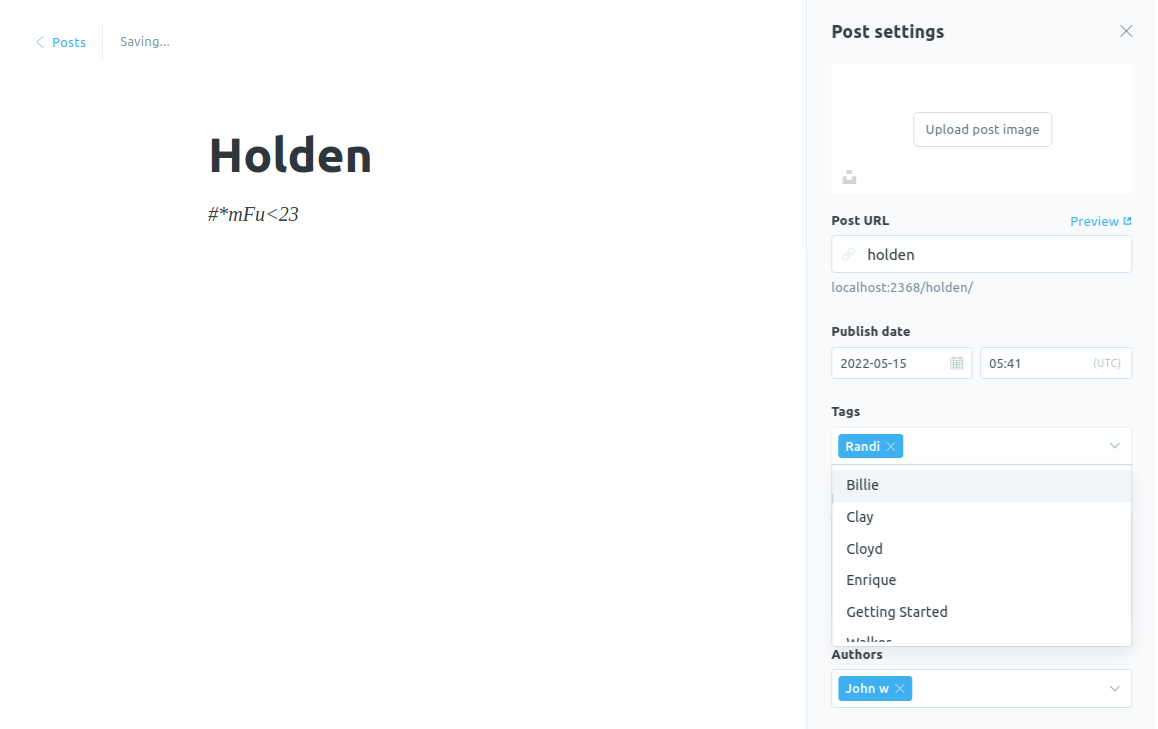 Posts
Saving...
Holden
#*mFu<23
Post settings
Upload post image
Post URL
Preview
holden
localhost:2368/holden/
Publish date
2022-05-15
05:41
(UTC)
Tags
Randi
Billie
Clay
Cloyd
Enrique
Getting Started
Walker
Authors
John w